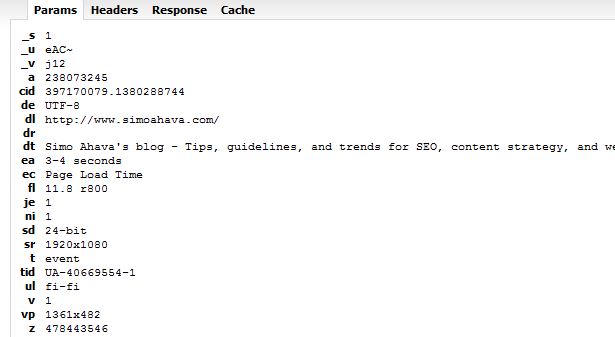 Params Headers Response Cache
_s 1
_u eAC~
_v j12
a 238073245
cid 397170079.1380288744
de UTF-8
dl http://www.simoahava.com/
dr
dt Simo Ahava's blog - Tips, guidelines, and trends for SEO, content strategy, and we
ea 3-4 seconds
ec Page Load Time
fl 11.8 r800
je 1
ni 1
sd 24-bit
sr 1920x1080
t event
tid UA-40669554-1
ul fi-fi
v 1
vp 1361x482
z 478443546